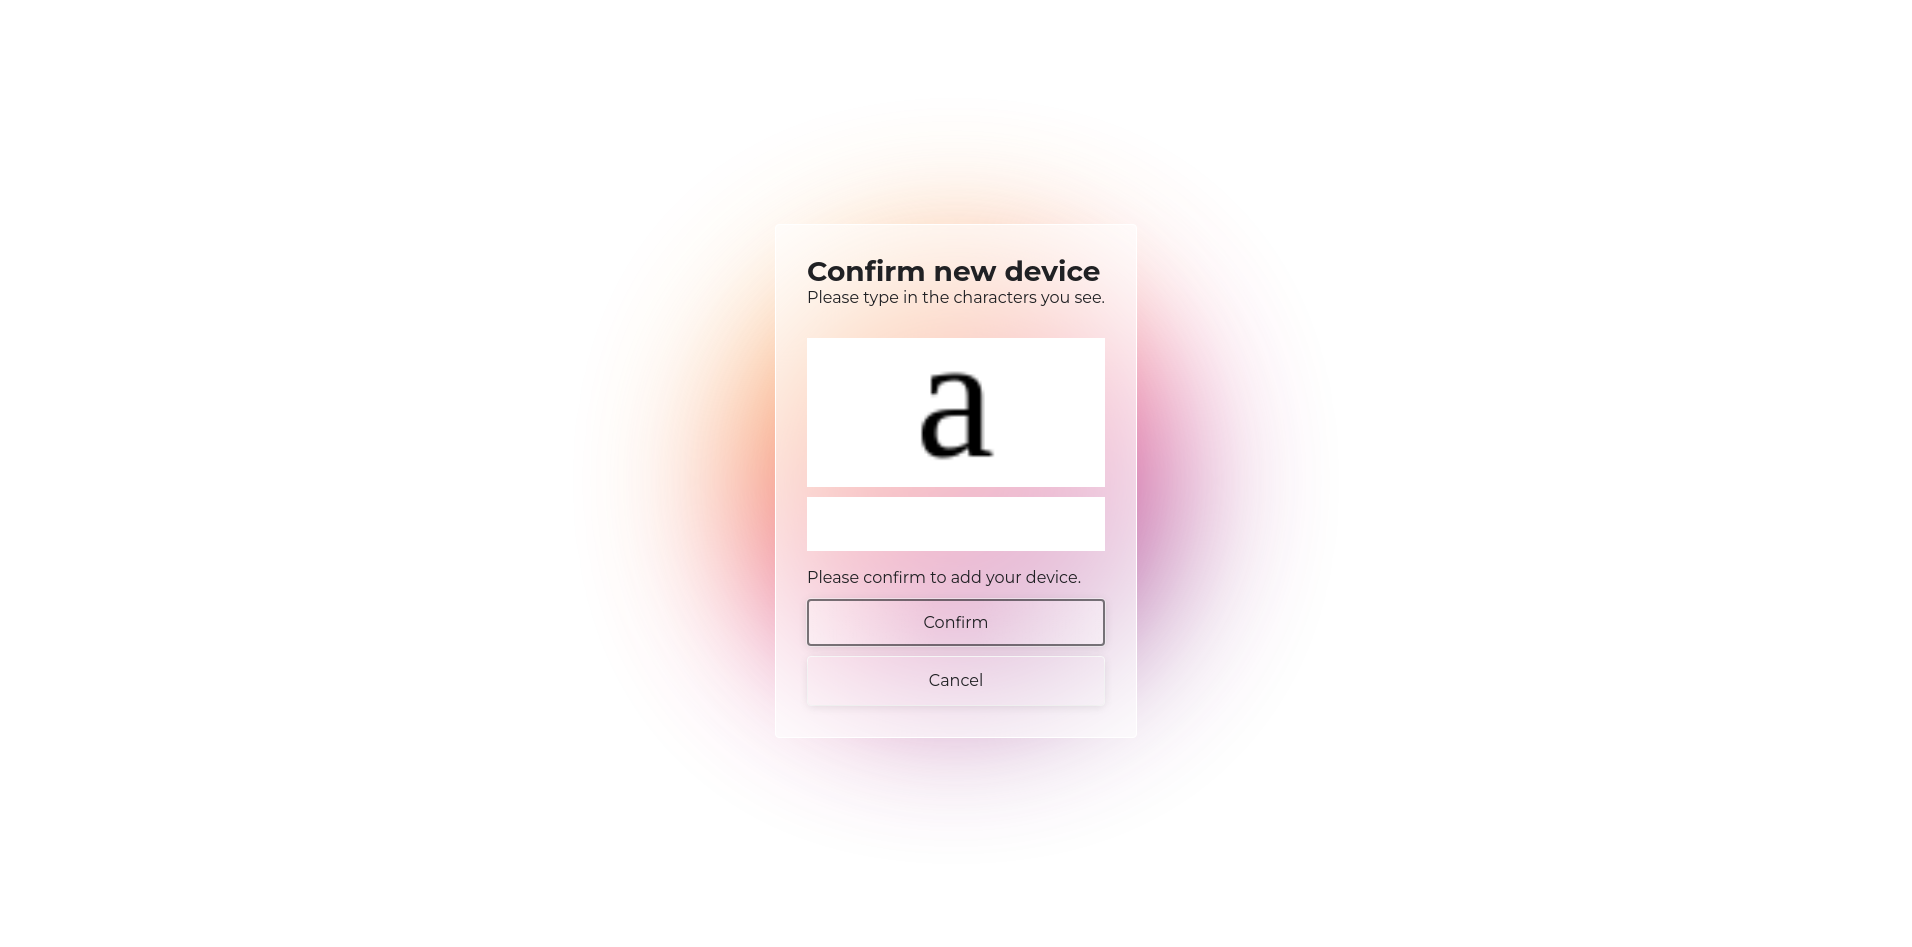 Confirm new device
Please type in the characters you see.
a
Please confirm to add your device.
Confirm
Cancel